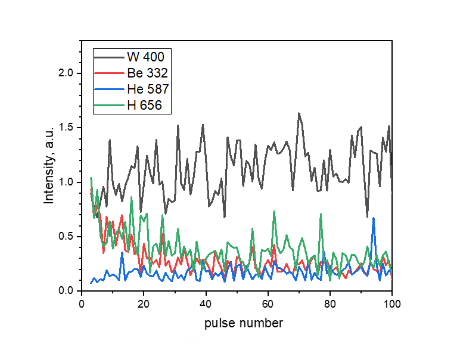 W 400
Be 332
He 587
H 656
2.0
1.5
1.0
0.5
0.0
Intensity, a.u.
0 20 40 60 80 100
pulse number